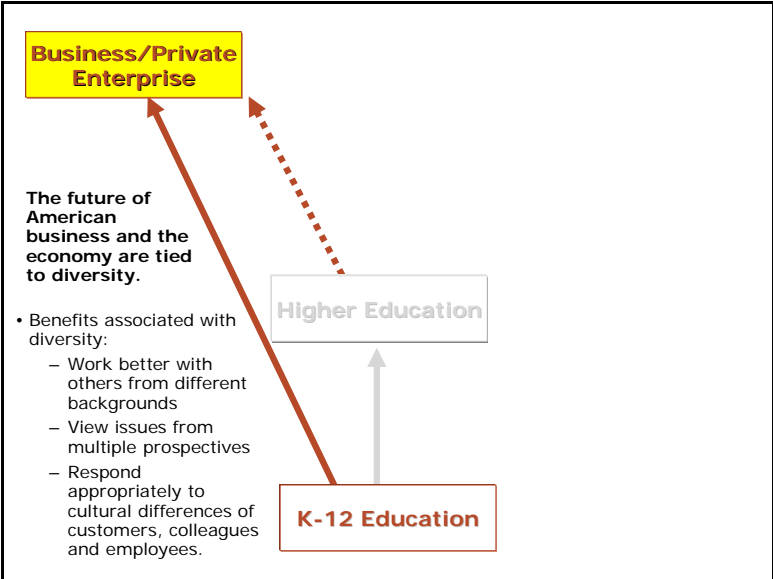 Business/Private
Enterprise
The future of
American
business and the
economy are tied
to diversity.
• Benefits associated with
diversity:
– Work better with
others from different
backgrounds
– View issues from
multiple prospectives
– Respond
appropriately to
cultural differences of
customers, colleagues
and employees.
Higher Education
K-12 Education